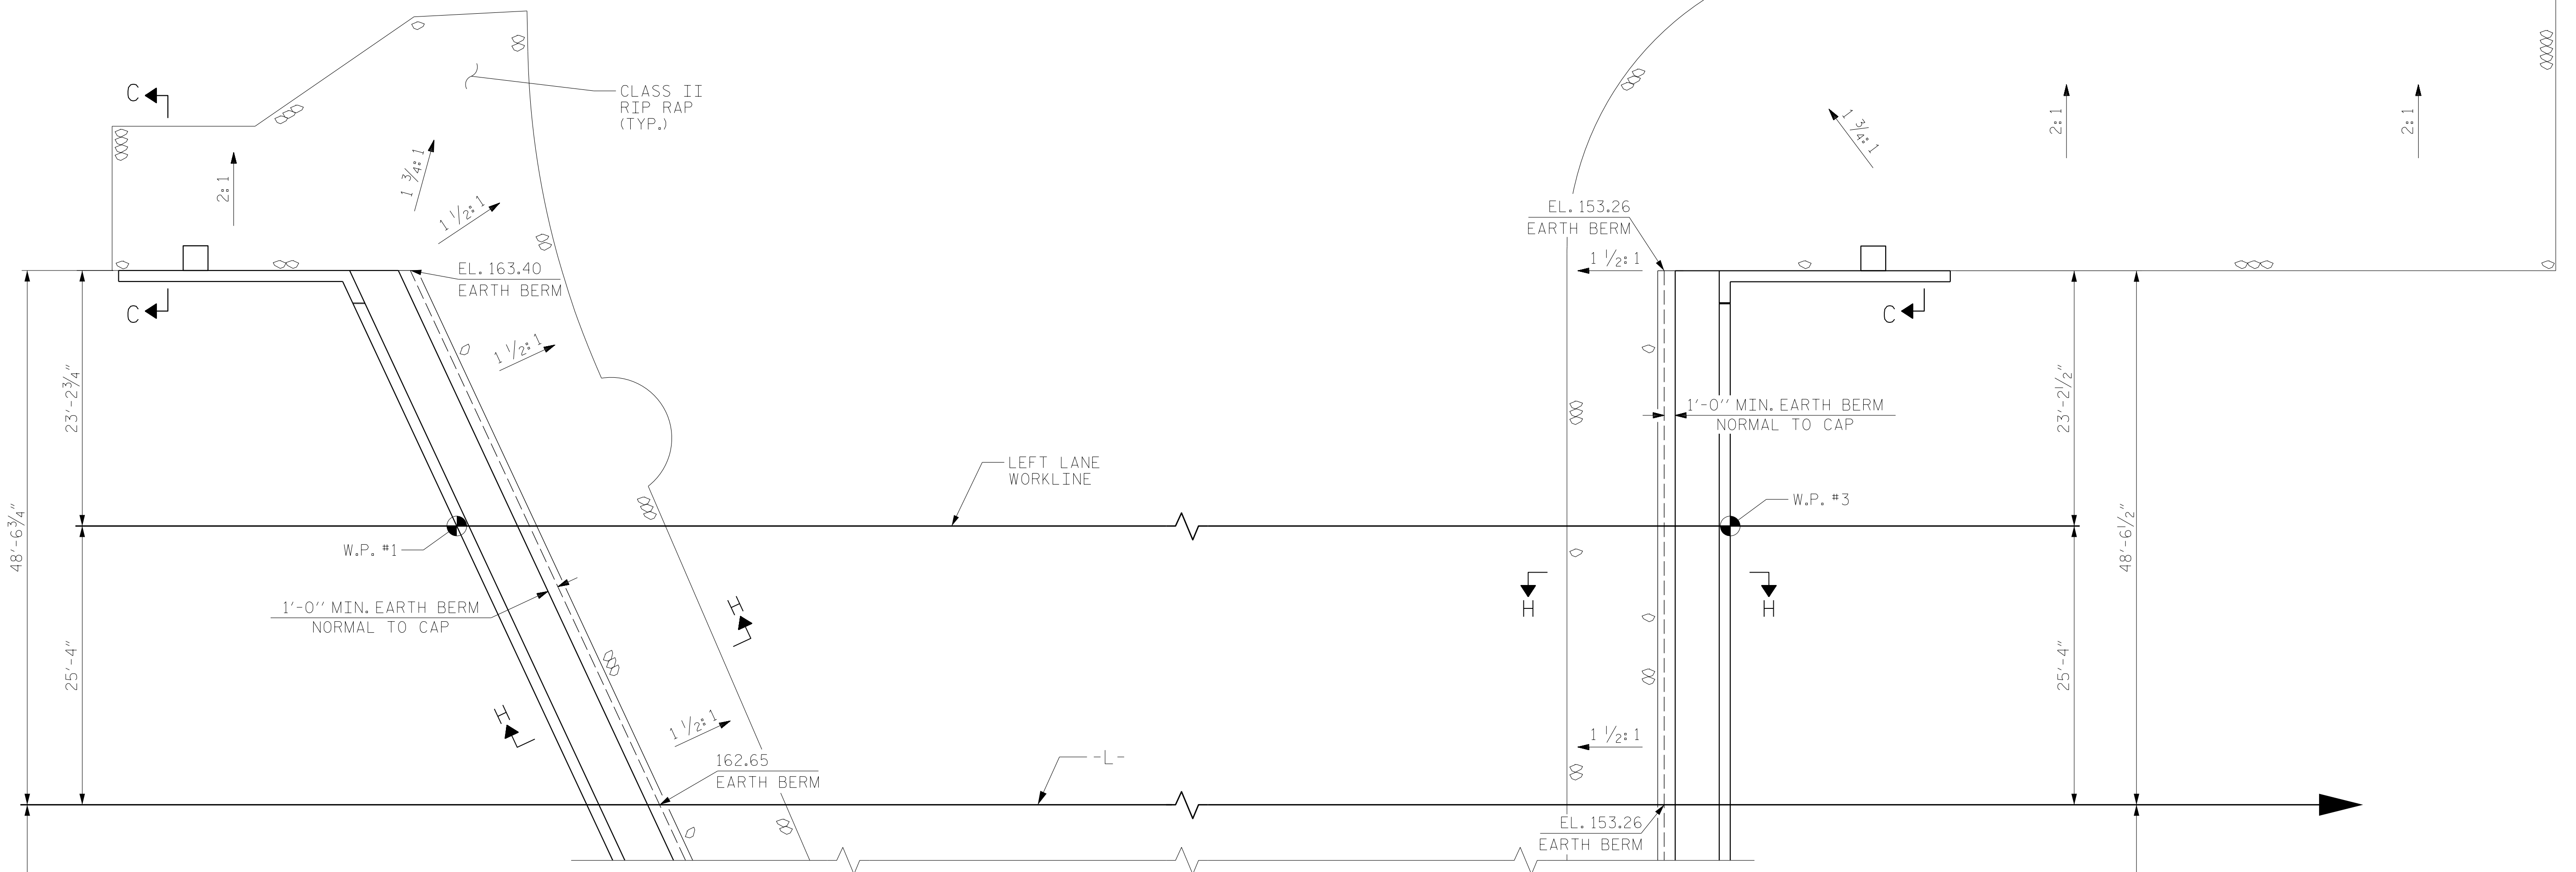 C
CLASS II
RIP RAP
(TYP.)
2:1
1 3/4:1
1 1/2:1
1 3/4:1
2:1
2:1
EL. 153.26
EARTH BERM
1 1/2:1
EL. 163.40
EARTH BERM
C
C
1 1/2:1
23'-2 3/4"
23'-2 1/2"
1'-0" MIN. EARTH BERM
NORMAL TO CAP
LEFT LANE
WORKLINE
W.P. #3
48'-6 3/4"
48'-6 1/2"
W.P. #1
1'-0" MIN. EARTH BERM
NORMAL TO CAP
H
H
H
25'-4"
25'-4"
H
1 1/2:1
1 1/2:1
162.65
EARTH BERM
-L-
EL. 153.26
EARTH BERM